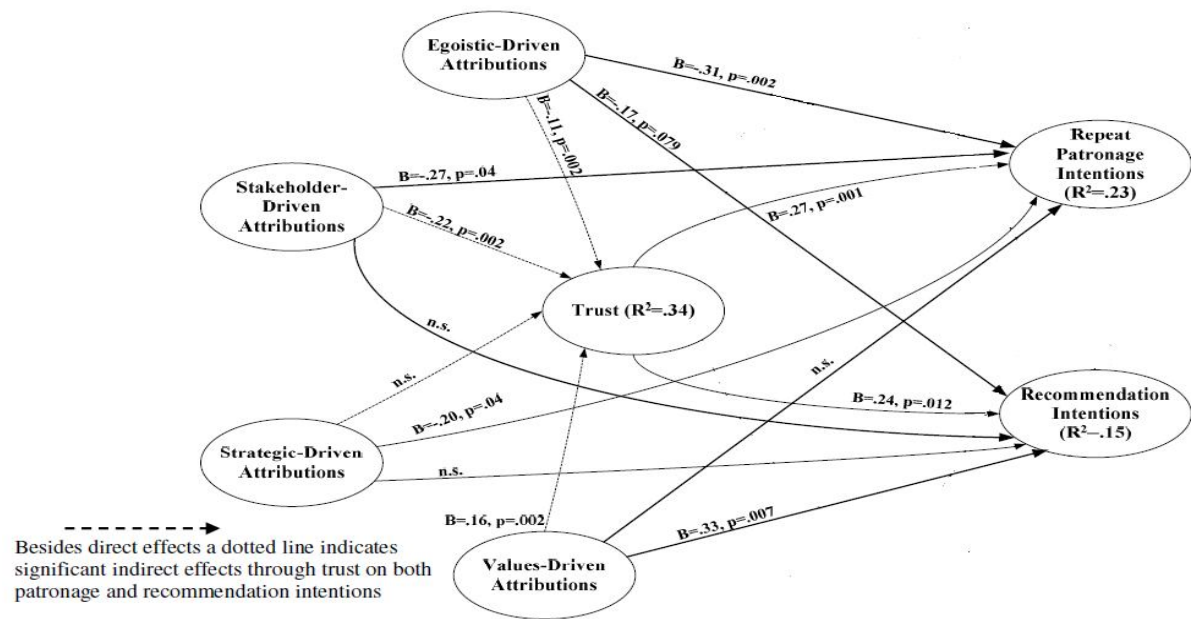 Egoistic-Driven
Attributions
B=-.31, p=.002
B=-.17, p=.079
B=-.11, p=.002
Repeat
Patronage
Intentions
(R²=.23)
Stakeholder-
Driven
Attributions
B=-.27, p=.04
B=-.22, p=.002
B=.27, p=.001
Trust (R²=.34)
n.s.
n.s.
n.s.
B=.24, p=.012
Recommendation
Intentions
(R²–.15)
B=-.20, p=.04
Strategic-Driven
Attributions
n.s.
B=.16, p=.002
B=.33, p=.007
Values-Driven
Attributions
Besides direct effects a dotted line indicates
significant indirect effects through trust on both
patronage and recommendation intentions